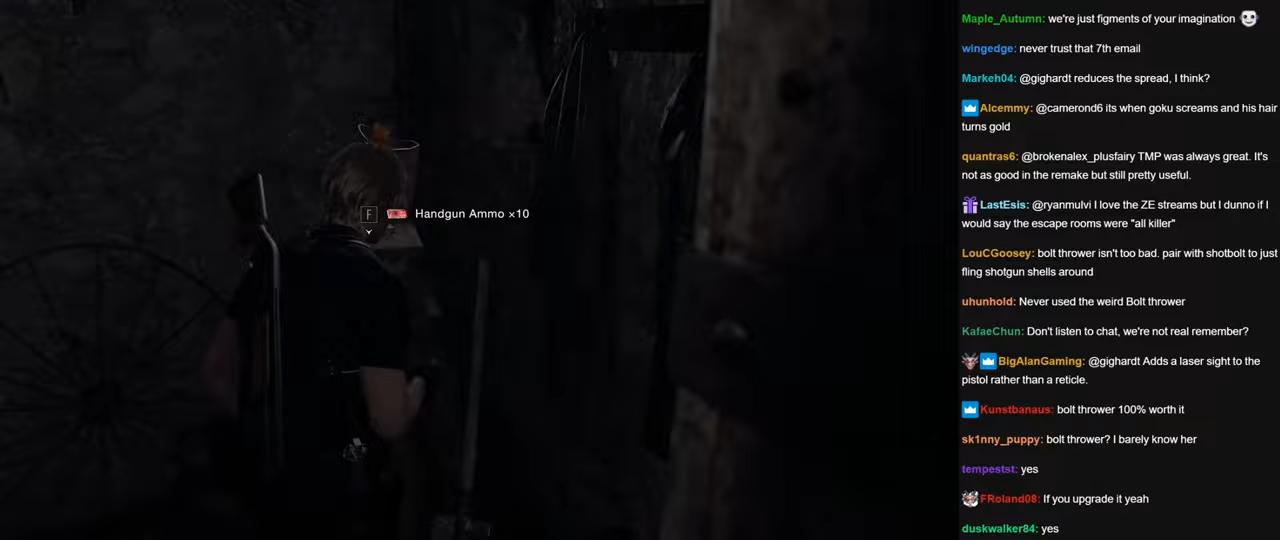 F Handgun Ammo ×10
Maple_Autumn: we're just figments of your imagination
wingedge: never trust that 7th email
Markeh04: @gighardt reduces the spread, I think?
Alcemmy: @camerond6 its when goku screams and his hair
turns gold
quantras6: @brokenalex_plusfairy TMP was always great. It's
not as good in the remake but still pretty useful.
LastEsis: @ryanmulvi I love the ZE streams but I dunno if I
would say the escape rooms were "all killer"
LouCGoosey: bolt thrower isn't too bad. pair with shotbolt to just
fling shotgun shells around
uhunhold: Never used the weird Bolt thrower
KafaeChun: Don't listen to chat, we're not real remember?
BigAlanGaming: @gighardt Adds a laser sight to the
pistol rather than a reticle.
Kunstbanaus: bolt thrower 100% worth it
sk1nny_puppy: bolt thrower? I barely know her
tempestst: yes
FRoland08: If you upgrade it yeah
duskwalker84: yes